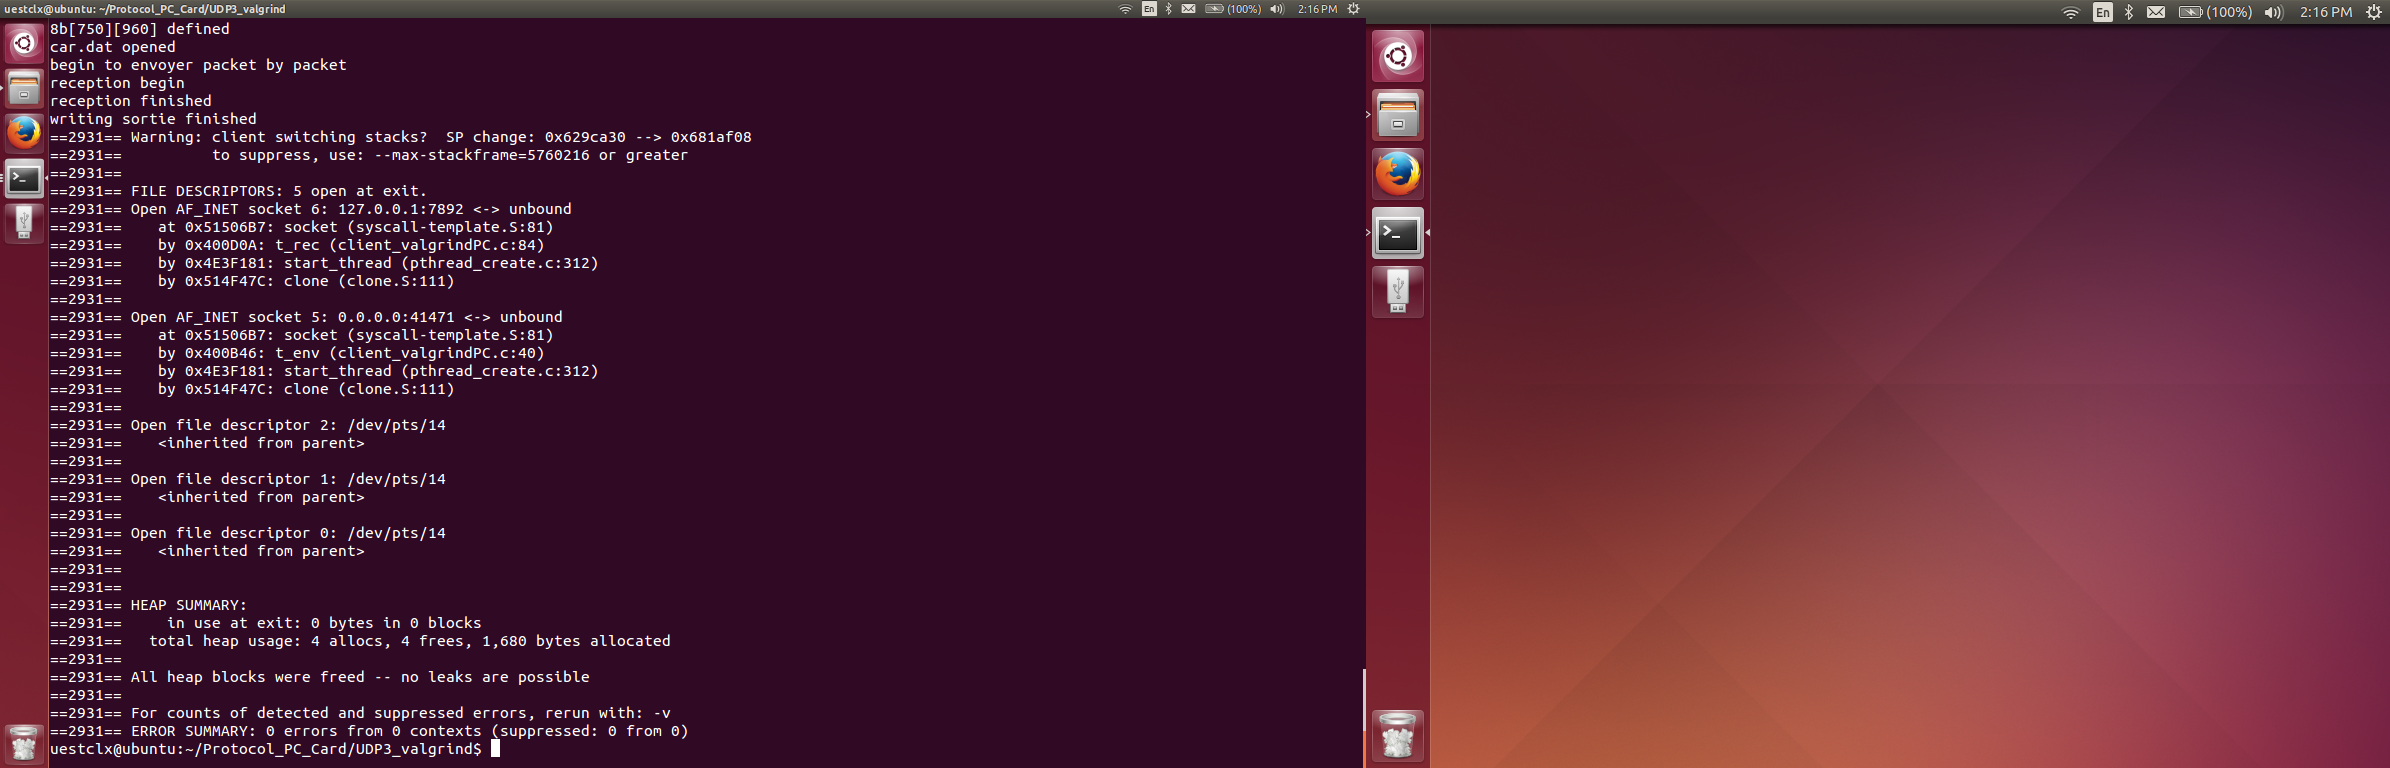 uestclx@ubuntu: ~/Protocol_PC_Card/UDP3_valgrind
En (100%) 2:16 PM
En (100%) 2:16 PM
8b[750][960] defined
car.dat opened
begin to envoyer packet by packet
reception begin
reception finished
writing sortie finished
==2931== Warning: client switching stacks?  SP change: 0x629ca30 --> 0x681af08
==2931==          to suppress, use: --max-stackframe=5760216 or greater
==2931==
==2931== FILE DESCRIPTORS: 5 open at exit.
==2931== Open AF_INET socket 6: 127.0.0.1:7892 <-> unbound
==2931==    at 0x51506B7: socket (syscall-template.S:81)
==2931==    by 0x400D0A: t_rec (client_valgrindPC.c:84)
==2931==    by 0x4E3F181: start_thread (pthread_create.c:312)
==2931==    by 0x514F47C: clone (clone.S:111)
==2931==
==2931== Open AF_INET socket 5: 0.0.0.0:41471 <-> unbound
==2931==    at 0x51506B7: socket (syscall-template.S:81)
==2931==    by 0x400B46: t_env (client_valgrindPC.c:40)
==2931==    by 0x4E3F181: start_thread (pthread_create.c:312)
==2931==    by 0x514F47C: clone (clone.S:111)
==2931==
==2931== Open file descriptor 2: /dev/pts/14
==2931==    <inherited from parent>
==2931==
==2931== Open file descriptor 1: /dev/pts/14
==2931==    <inherited from parent>
==2931==
==2931== Open file descriptor 0: /dev/pts/14
==2931==    <inherited from parent>
==2931==
==2931==
==2931== HEAP SUMMARY:
==2931==     in use at exit: 0 bytes in 0 blocks
==2931==   total heap usage: 4 allocs, 4 frees, 1,680 bytes allocated
==2931==
==2931== All heap blocks were freed -- no leaks are possible
==2931==
==2931== For counts of detected and suppressed errors, rerun with: -v
==2931== ERROR SUMMARY: 0 errors from 0 contexts (suppressed: 0 from 0)
uestclx@ubuntu:~/Protocol_PC_Card/UDP3_valgrind$